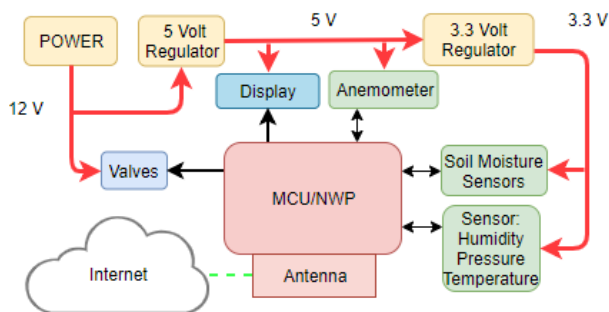 5 V
3.3 V
POWER
5 Volt
Regulator
3.3 Volt
Regulator
12 V
Display
Anemometer
Valves
MCU/NWP
Soil Moisture
Sensors
Sensor:
Humidity
Pressure
Temperature
Internet
Antenna